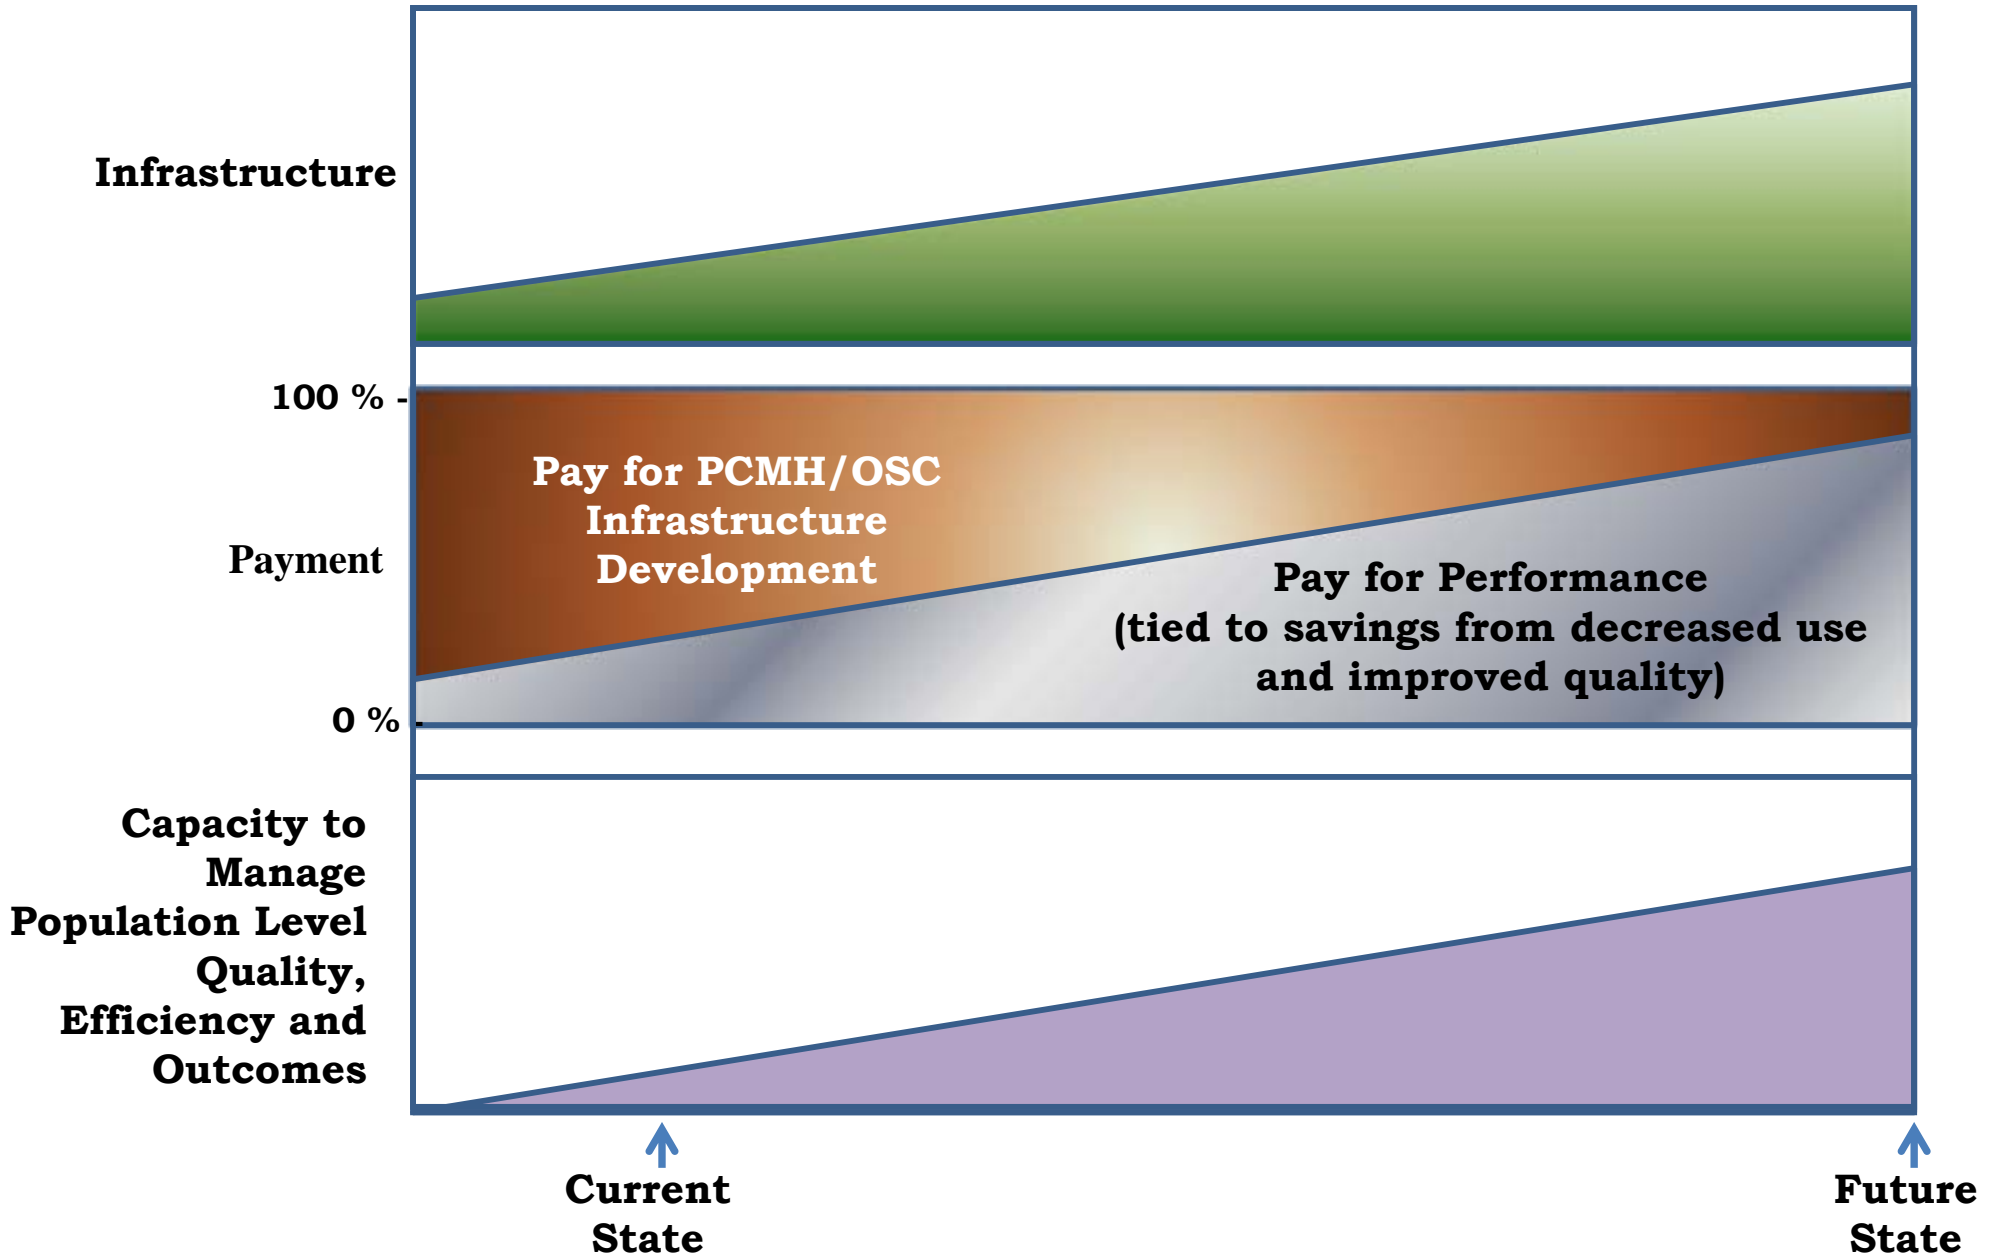 Infrastructure
100 % -
Pay for PCMH/OSC
Infrastructure
Development
Payment
Pay for Performance
(tied to savings from decreased use
and improved quality)
0 % -
Capacity to
Manage
Population Level
Quality,
Efficiency and
Outcomes
Current
State
Future
State